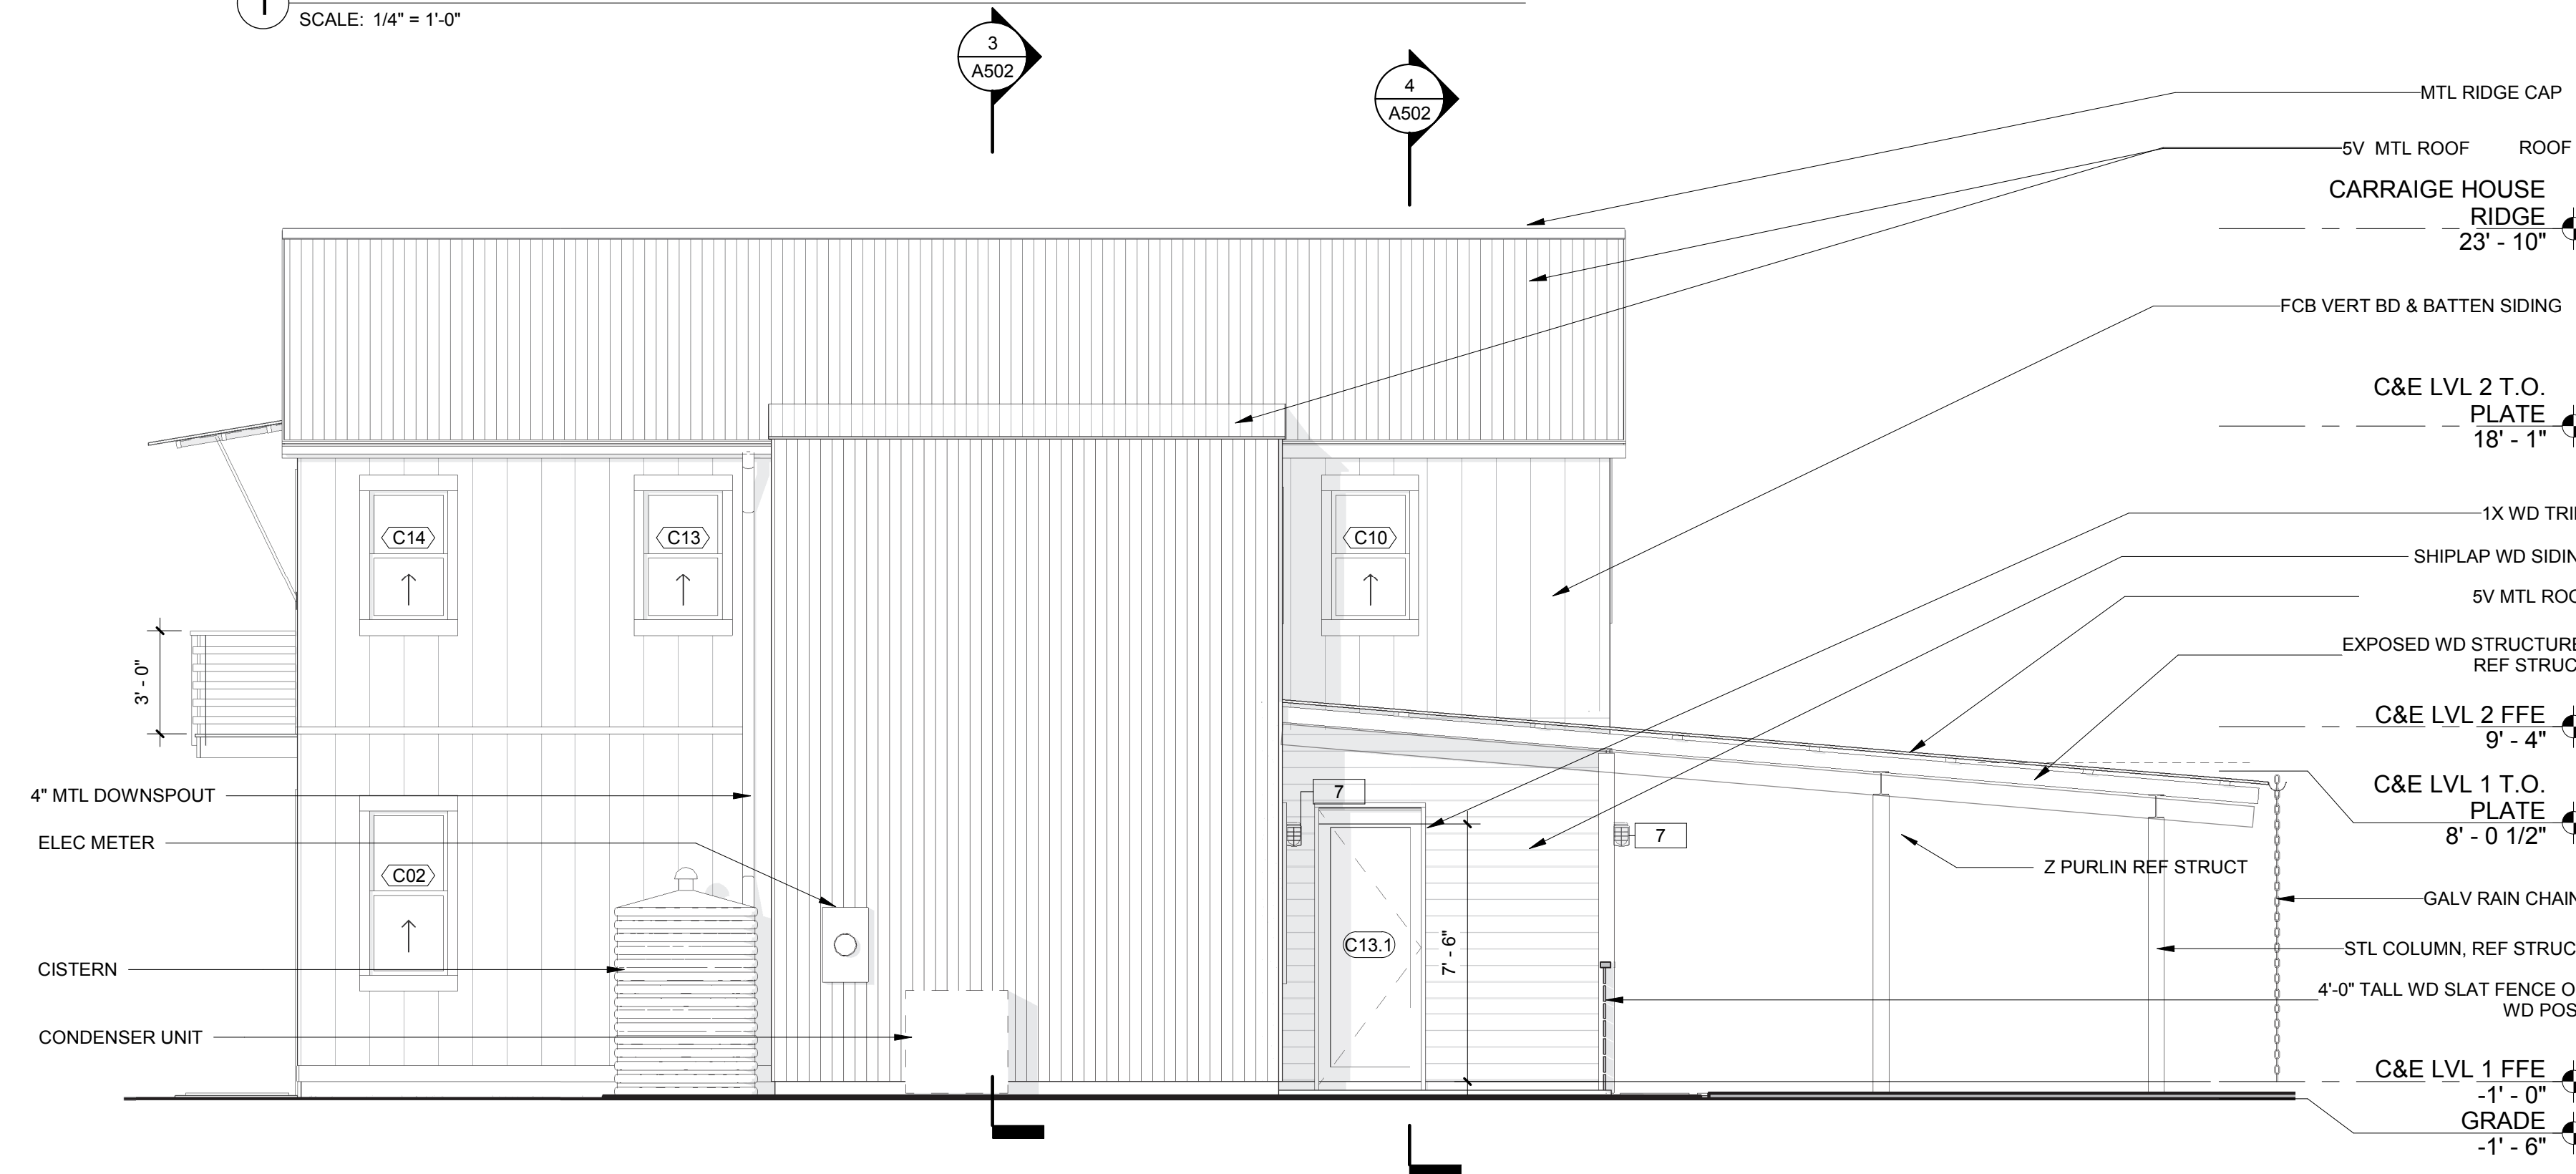 1
SCALE: 1/4" = 1'-0"
3
A502
4
A502
MTL RIDGE CAP
5V MTL ROOF
ROOF
CARRAIGE HOUSE
RIDGE
23' - 10"
FCB VERT BD & BATTEN SIDING
C&E LVL 2 T.O.
PLATE
18' - 1"
C14
C13
C10
1X WD TRI
SHIPLAP WD SIDIN
5V MTL ROO
EXPOSED WD STRUCTURE
REF STRUC
3' - 0"
C&E LVL 2 FFE
9' - 4"
C&E LVL 1 T.O.
PLATE
8' - 0 1/2"
4" MTL DOWNSPOUT
7
7
ELEC METER
C02
Z PURLIN REF STRUCT
GALV RAIN CHAIN
C13.1
7' - 6"
STL COLUMN, REF STRUC
CISTERN
4'-0" TALL WD SLAT FENCE O
WD POS
CONDENSER UNIT
C&E LVL 1 FFE
-1' - 0"
GRADE
-1' - 6"